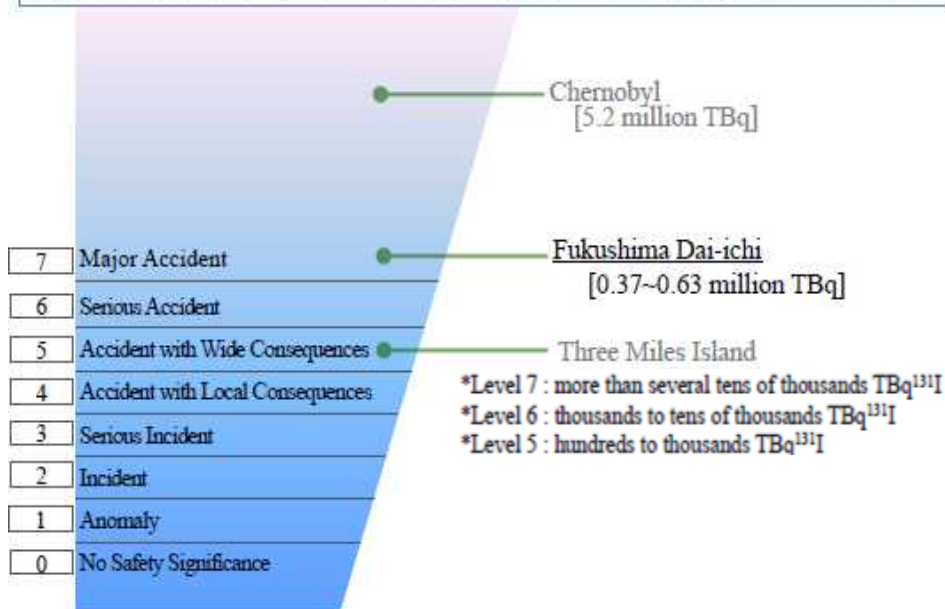 Chernobyl
[5.2 million TBq]
7 Major Accident
Fukushima Dai-ichi
[0.37~0.63 million TBq]
6 Serious Accident
5 Accident with Wide Consequences
Three Miles Island
4 Accident with Local Consequences
*Level 7 : more than several tens of thousands TBq¹³¹I
*Level 6 : thousands to tens of thousands TBq¹³¹I
*Level 5 : hundreds to thousands TBq¹³¹I
3 Serious Incident
2 Incident
1 Anomaly
0 No Safety Significance